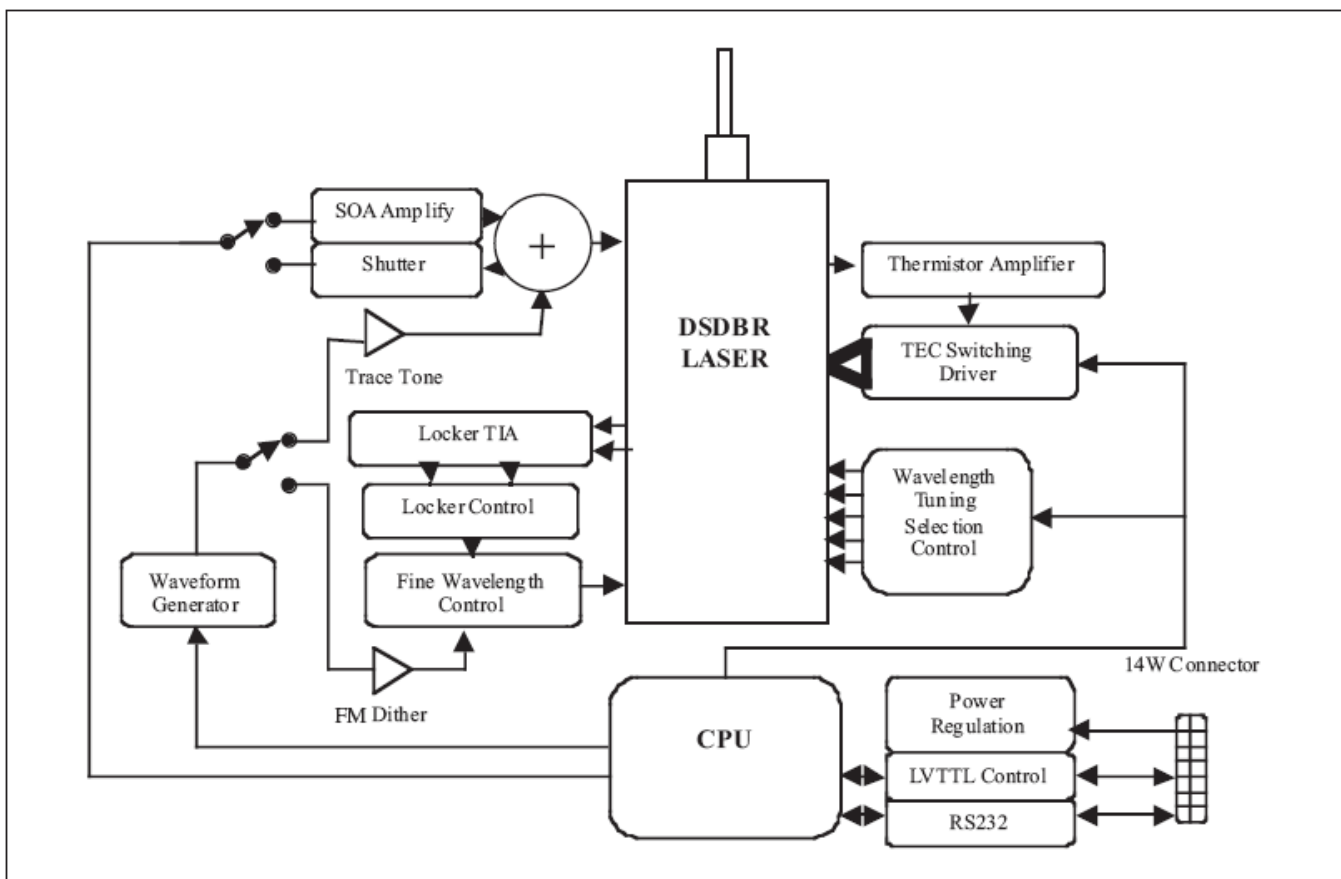 SOA Amplify
Shutter
+
Trace Tone
DSDBR
LASER
Thermistor Amplifier
TEC Switching
Driver
Locker TIA
Locker Control
Fine Wavelength
Control
Wavelength
Tuning
Selection
Control
Waveform
Generator
FM Dither
14W Connector
CPU
Power
Regulation
LVTTL Control
RS232